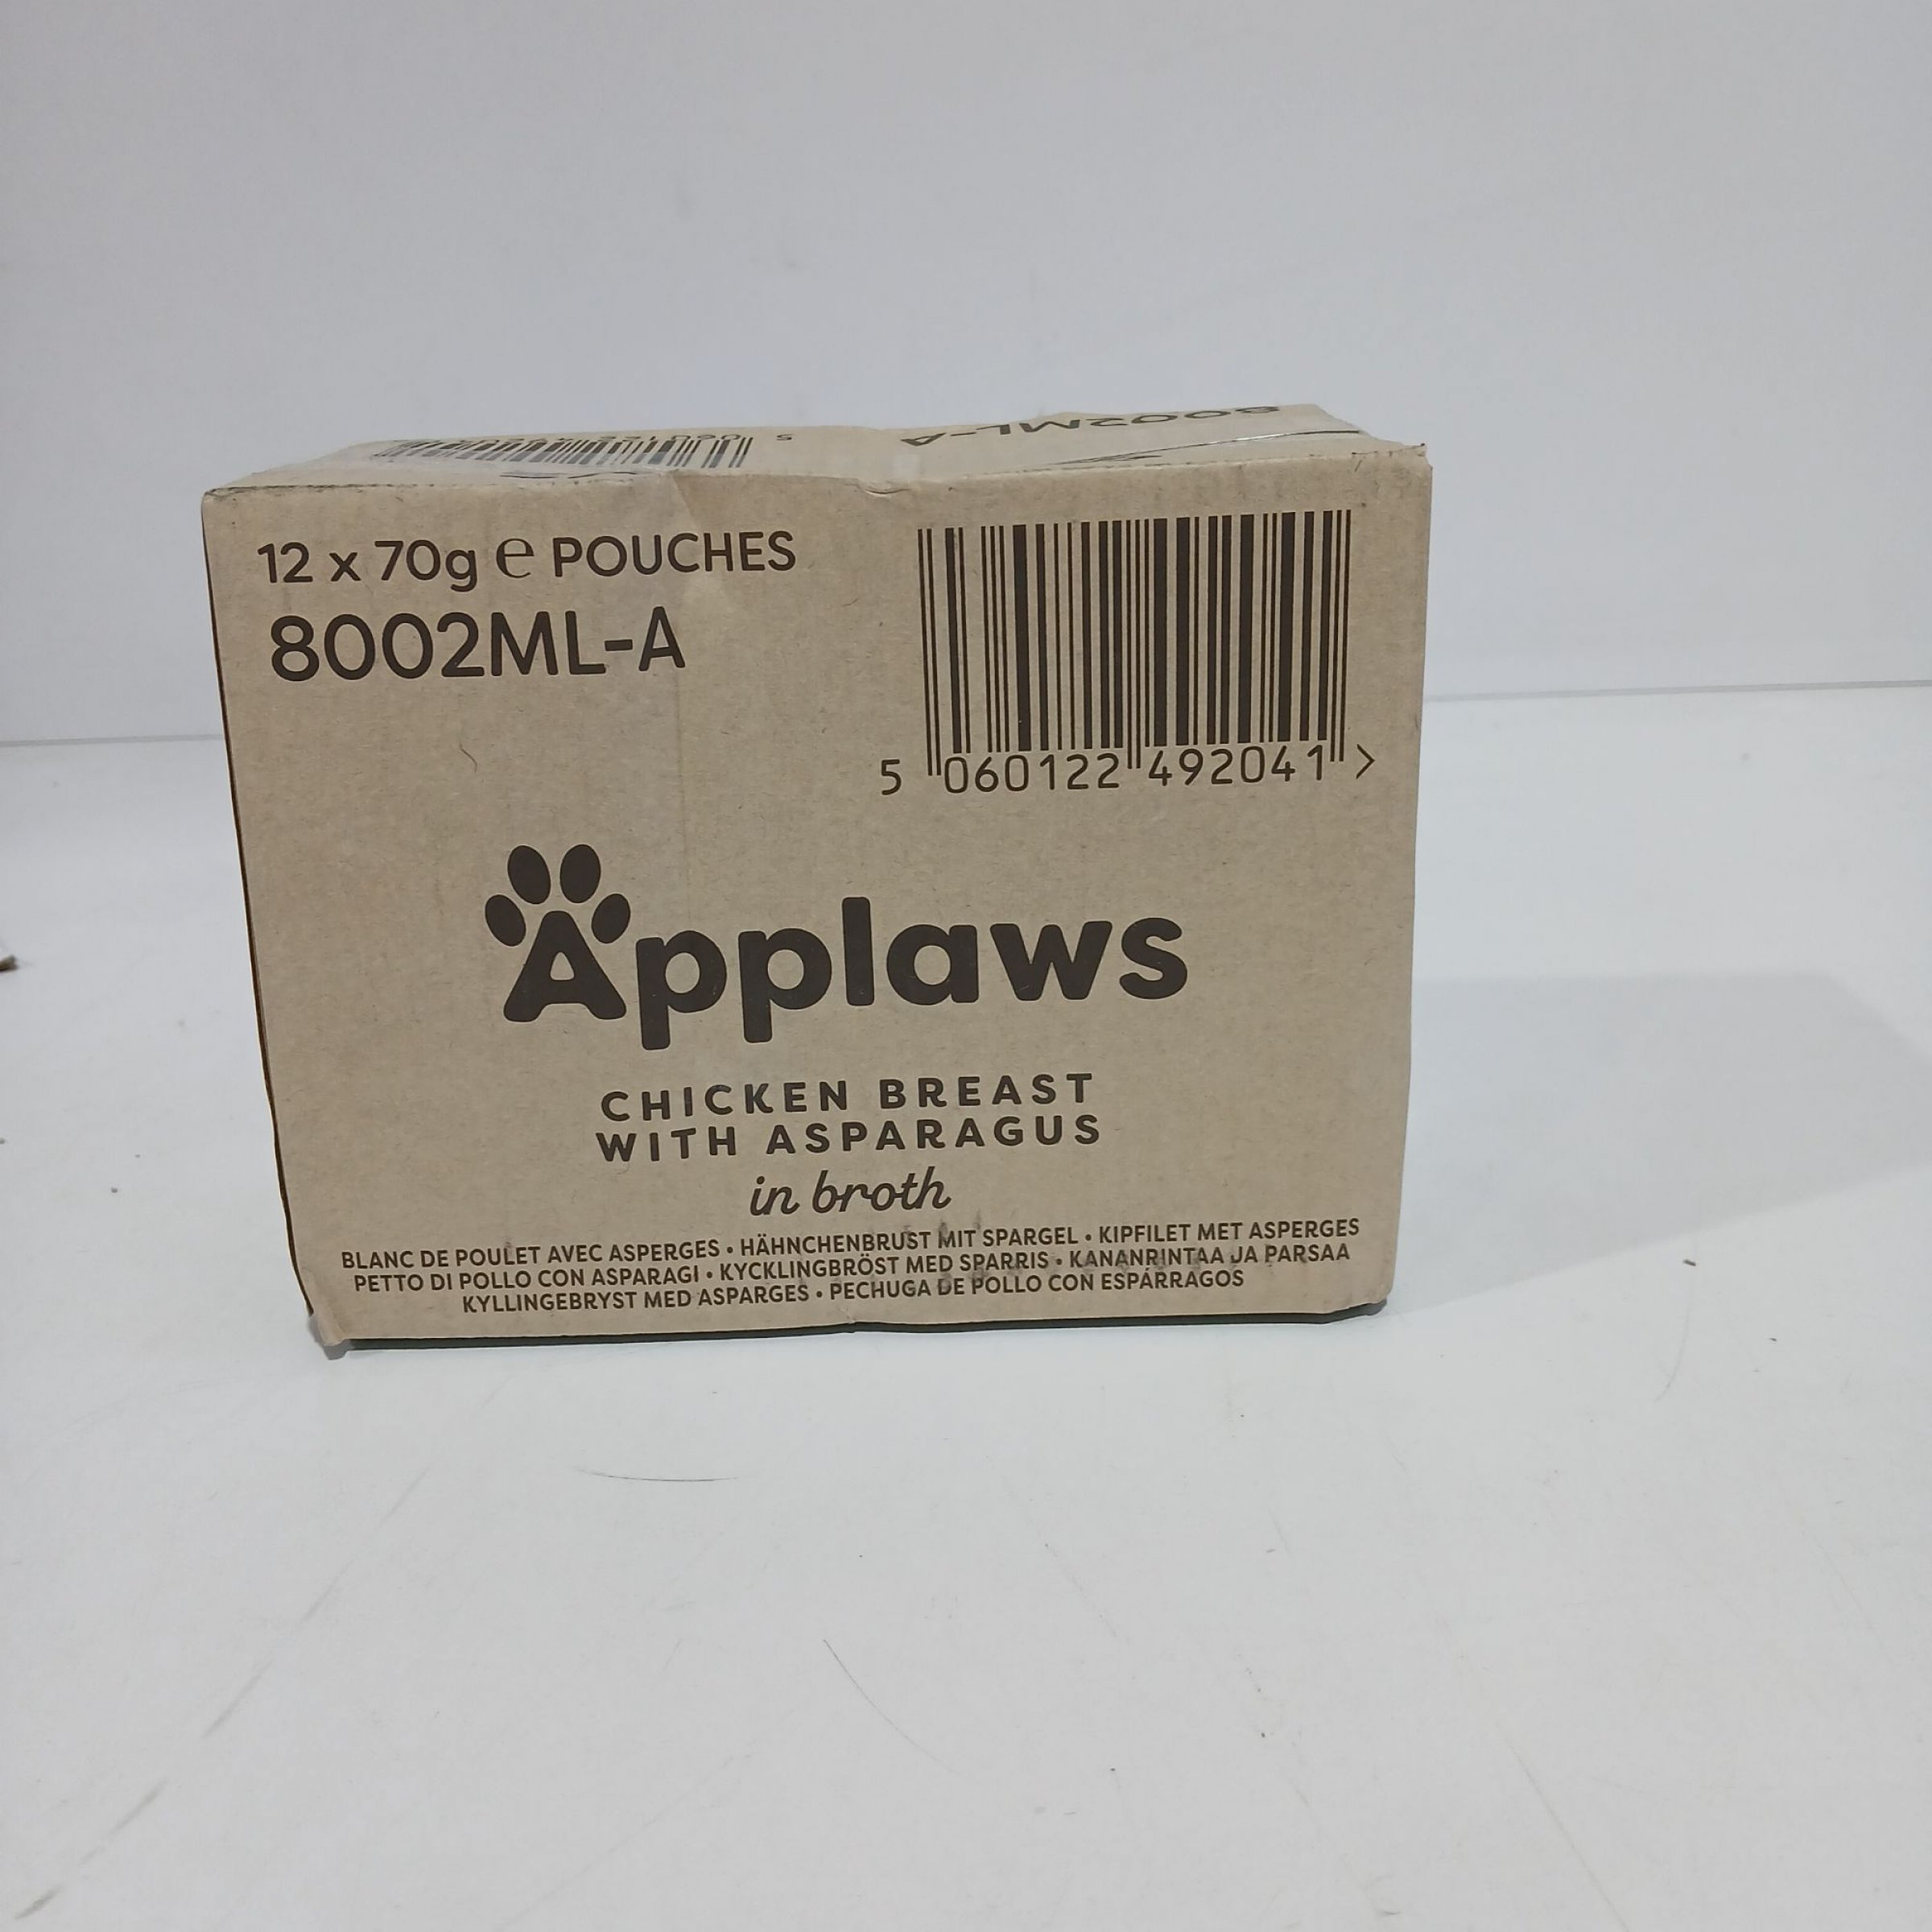 8002ML-A
12 x 70g e POUCHES
8002ML-A
5 060122 492041 >
Applaws
CHICKEN BREAST
WITH ASPARAGUS
in broth
BLANC DE POULET AVEC ASPERGES • HÄHNCHENBRUST MIT SPARGEL • KIPFILET MET ASPERGES
PETTO DI POLLO CON ASPARAGI • KYCKLINGBRÖST MED SPARRIS • KANANRINTAA JA PARSAA
KYLLINGEBRYST MED ASPARGES • PECHUGA DE POLLO CON ESPÁRRAGOS